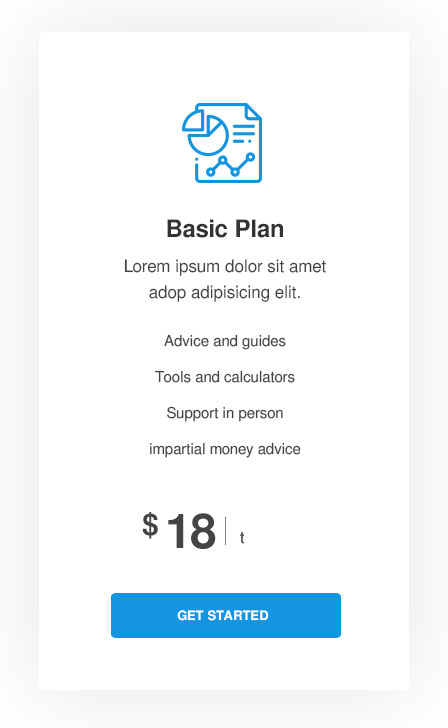 Basic Plan
Lorem ipsum dolor sit amet
adop adipisicing elit.
Advice and guides
Tools and calculators
Support in person
impartial money advice
$ 18 t
GET STARTED